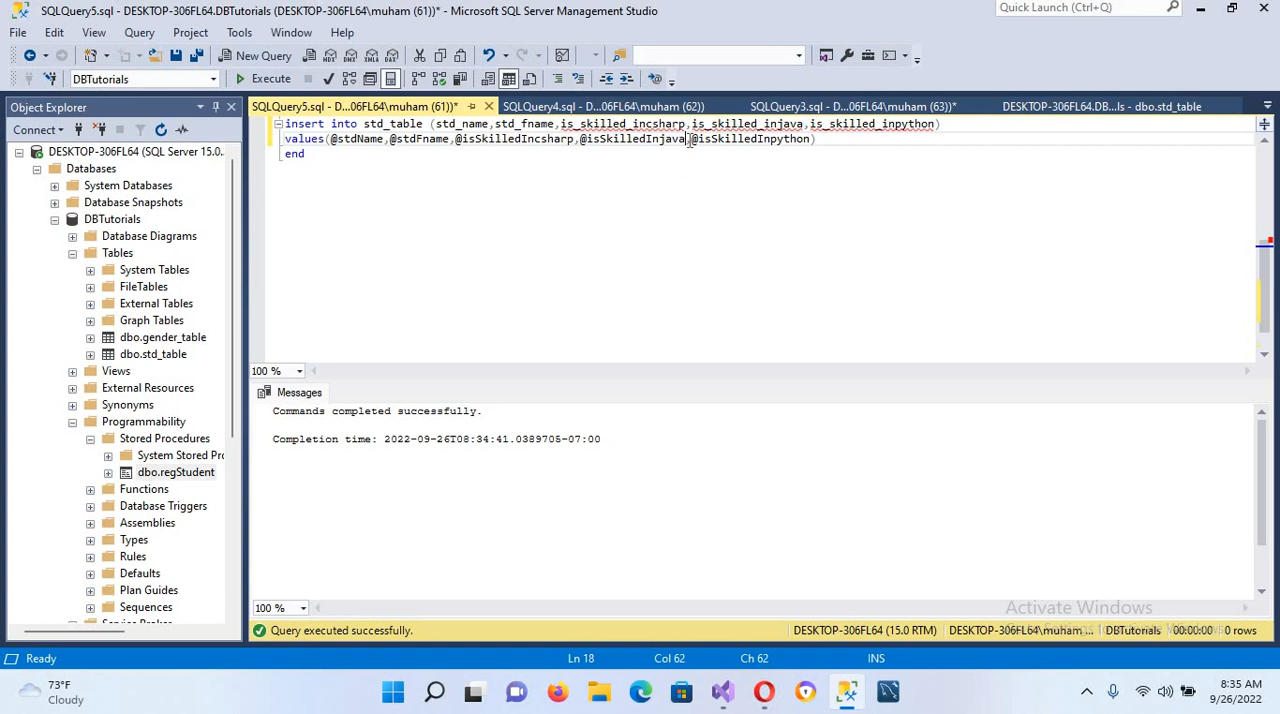 SQLQuery5.sql - DESKTOP-306FL64.DBTutorials (DESKTOP-306FL64\muham (61))* - Microsoft SQL Server Management Studio
Quick Launch (Ctrl+Q)
File Edit View Query Project Tools Window Help
New Query
DBTutorials Execute
Object Explorer
SQLQuery5.sql - D...06FL64\muham (61))* SQLQuery4.sql - D...06FL64\muham (62)) SQLQuery3.sql - D...06FL64\muham (63))* DESKTOP-306FL64.DB...ls - dbo.std_table
Connect
DESKTOP-306FL64 (SQL Server 15.0
Databases
System Databases
Database Snapshots
DBTutorials
Database Diagrams
Tables
System Tables
FileTables
External Tables
Graph Tables
dbo.gender_table
dbo.std_table
Views
External Resources
Synonyms
Programmability
Stored Procedures
System Stored Pr
dbo.regStudent
Functions
Database Triggers
Assemblies
Types
Rules
Defaults
Plan Guides
Sequences
insert into std_table (std_name,std_fname,is_skilled_incsharp,is_skilled_injava,is_skilled_inpython)
values(@stdName,@stdFname,@isSkilledIncsharp,@isSkilledInjava,@isSkilledInpython)
end
100 %
Messages
Commands completed successfully.
Completion time: 2022-09-26T08:34:41.0389705-07:00
100 %
Activate Windows
Query executed successfully. DESKTOP-306FL64 (15.0 RTM) DESKTOP-306FL64\muham ... DBTutorials 00:00:00 0 rows
Ready Ln 18 Col 62 Ch 62 INS
73°F
Cloudy
8:35 AM
9/26/2022